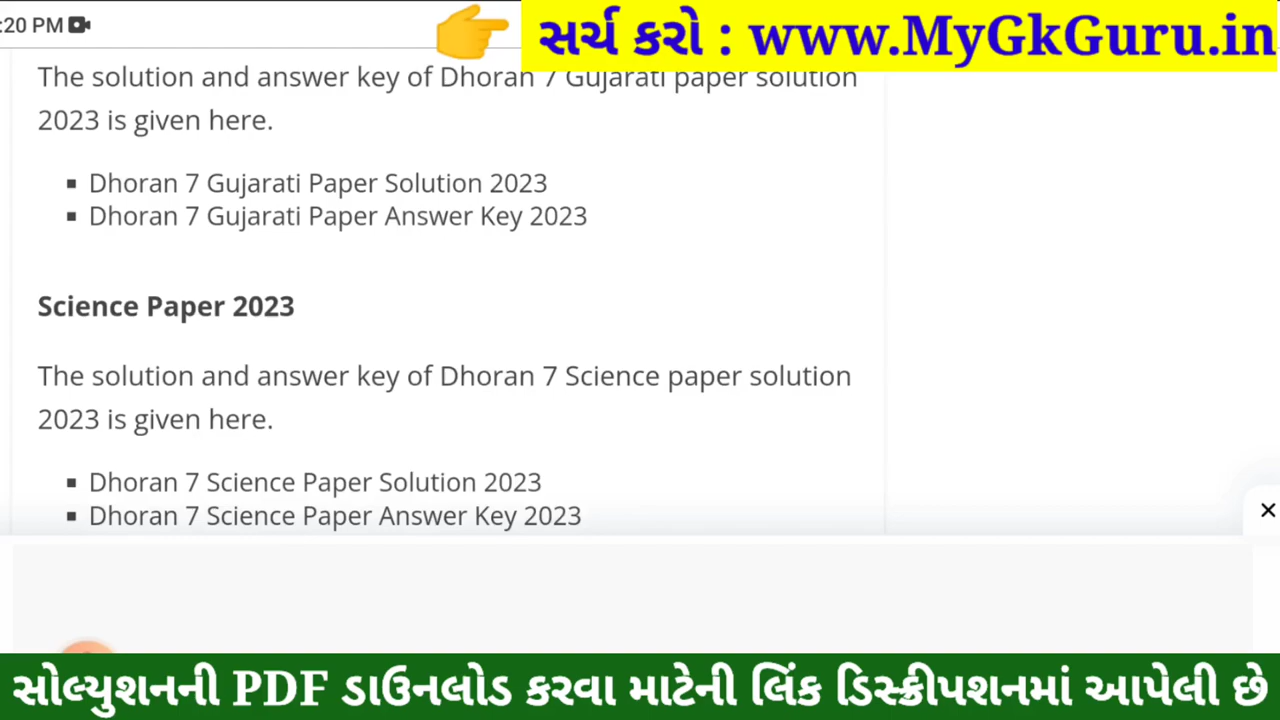 :20 PM
👉 સર્ચ કરો : www.MyGkGuru.in
The solution and answer key of Dhoran 7 Gujarati paper solution
2023 is given here.
▪ Dhoran 7 Gujarati Paper Solution 2023
▪ Dhoran 7 Gujarati Paper Answer Key 2023
Science Paper 2023
The solution and answer key of Dhoran 7 Science paper solution
2023 is given here.
▪ Dhoran 7 Science Paper Solution 2023
▪ Dhoran 7 Science Paper Answer Key 2023
સોલ્યુશનની PDF ડાઉનલોડ કરવા માટેની લિંક ડિસ્ક્રીપશનમાં આપેલી છે